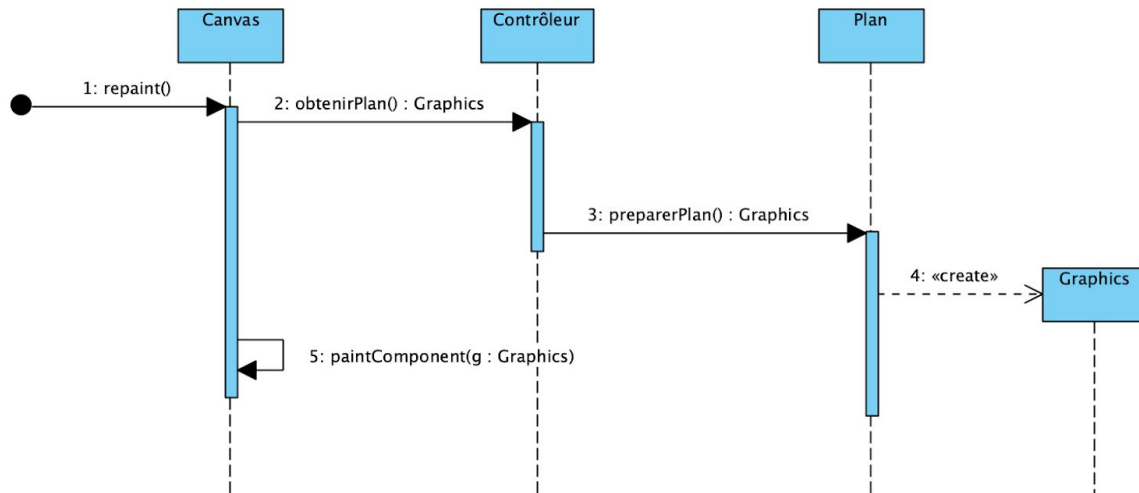 Canvas
Contrôleur
Plan
1: repaint()
2: obtenirPlan() : Graphics
3: preparerPlan() : Graphics
4: «create»
Graphics
5: paintComponent(g : Graphics)